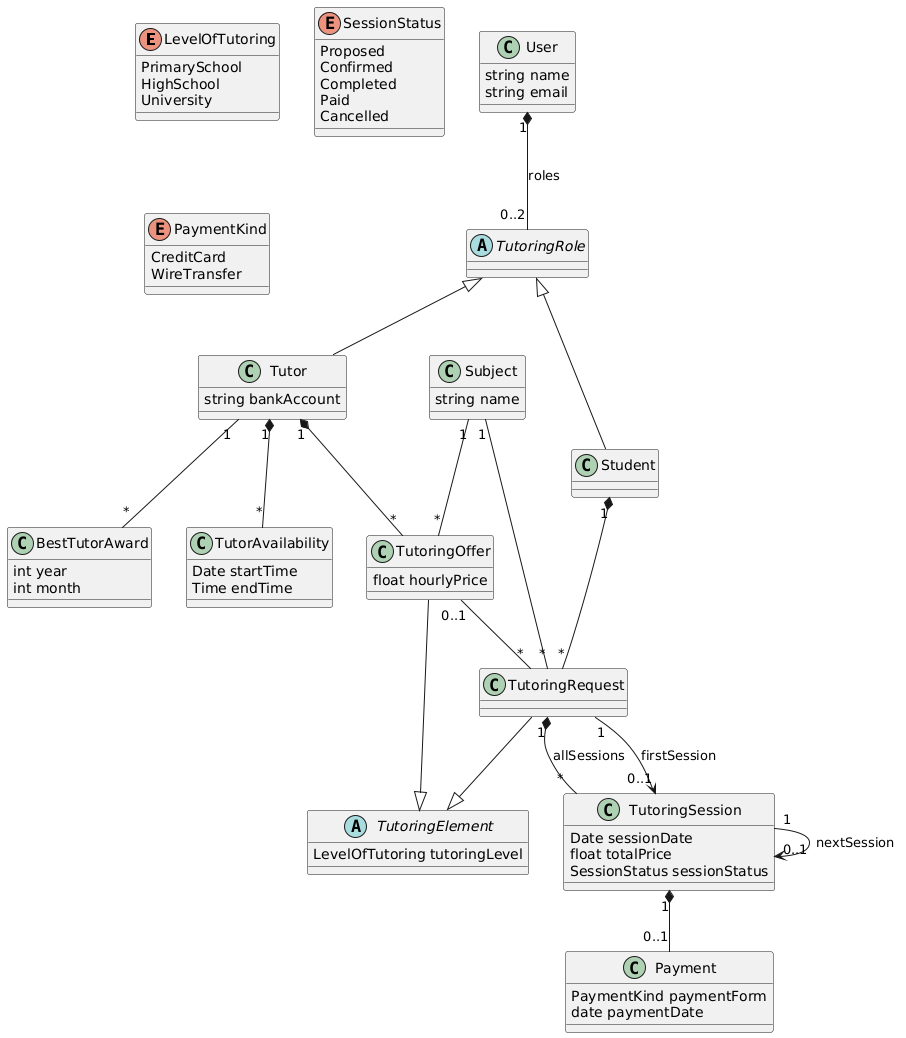 E LevelOfTutoring
PrimarySchool
HighSchool
University
E SessionStatus
Proposed
Confirmed
Completed
Paid
Cancelled
C User
string name
string email
1
roles
0..2
E PaymentKind
CreditCard
WireTransfer
A TutoringRole
C Tutor
string bankAccount
1
1
1
C Subject
string name
1
1
C Student
1
*
*
*
*
C BestTutorAward
int year
int month
C TutorAvailability
Date startTime
Time endTime
C TutoringOffer
float hourlyPrice
0..1
*
*
*
C TutoringRequest
1
1
allSessions
firstSession
*
0..1
A TutoringElement
LevelOfTutoring tutoringLevel
C TutoringSession
Date sessionDate
float totalPrice
SessionStatus sessionStatus
1
nextSession
0..1
1
0..1
C Payment
PaymentKind paymentForm
date paymentDate